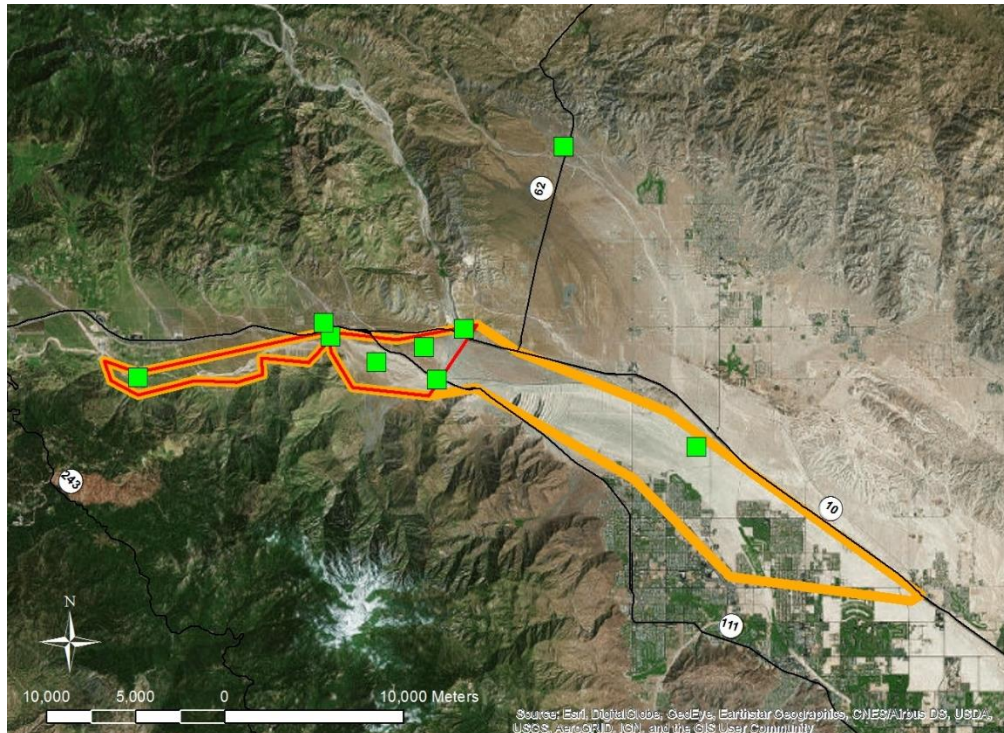 62
243
10
111
N
10,000 5,000 0 10,000 Meters
Source: Esri, DigitalGlobe, GeoEye, Earthstar Geographics, CNES/Airbus DS, USDA,
USGS, AeroGRID, IGN, and the GIS User Community